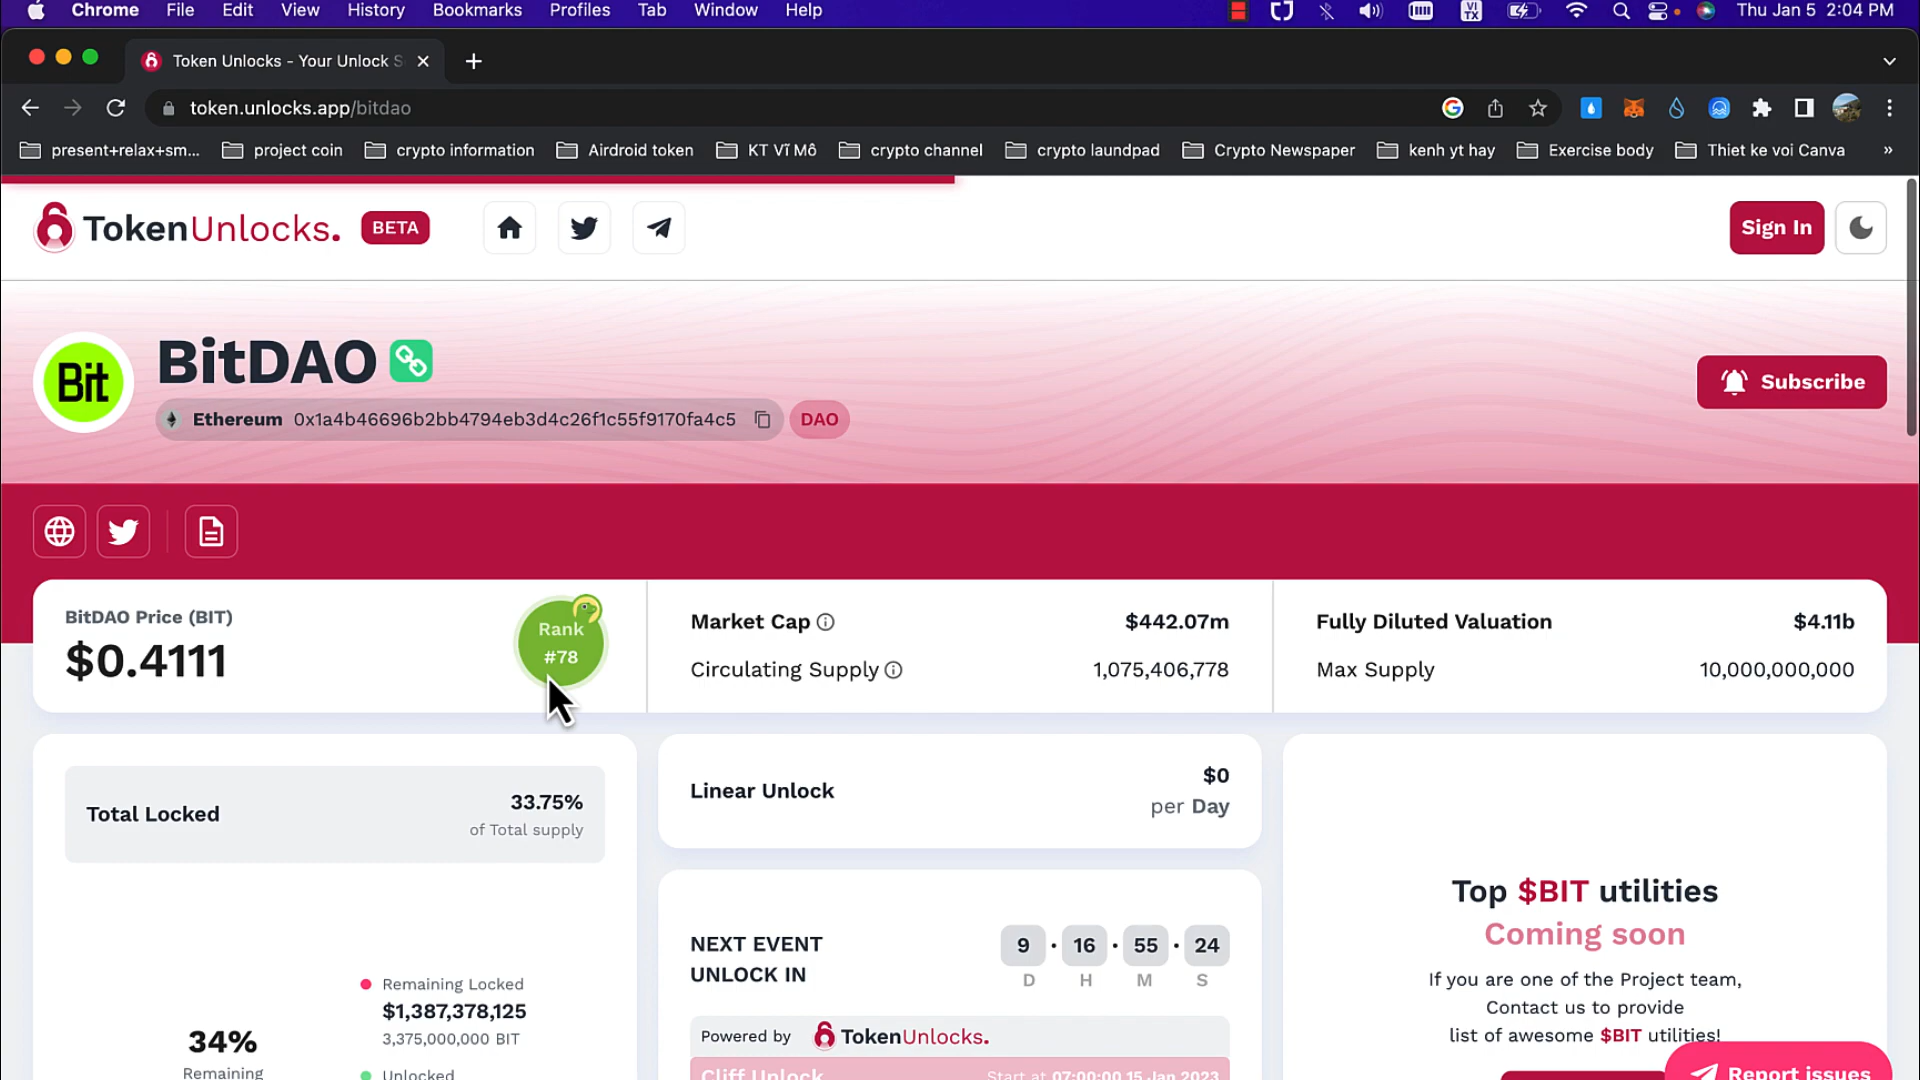 Chrome File Edit View History Bookmarks Profiles Tab Window Help VI TX Thu Jan 5 2:04 PM
Token Unlocks - Your Unlock S
token.unlocks.app/bitdao
present+relax+sm... project coin crypto information Airdroid token KT Vĩ Mô crypto channel crypto laundpad Crypto Newspaper kenh yt hay Exercise body Thiet ke voi Canva »
TokenUnlocks. BETA Sign In
Bit BitDAO
Ethereum 0x1a4b46696b2bb4794eb3d4c26f1c55f9170fa4c5 DAO
Subscribe
BitDAO Price (BIT)
$0.4111
Rank
#78
Market Cap $442.07m
Circulating Supply 1,075,406,778
Fully Diluted Valuation $4.11b
Max Supply 10,000,000,000
Total Locked 33.75%
of Total supply
34%
Remaining
Remaining Locked
$1,387,378,125
3,375,000,000 BIT
Unlocked
Linear Unlock $0
per Day
NEXT EVENT
UNLOCK IN
9 · 16 · 55 · 24
D H M S
Powered by TokenUnlocks.
Cliff Unlock Start at 07:00:00 15 Jan 2023
Top $BIT utilities
Coming soon
If you are one of the Project team,
Contact us to provide
list of awesome $BIT utilities!
Report issues